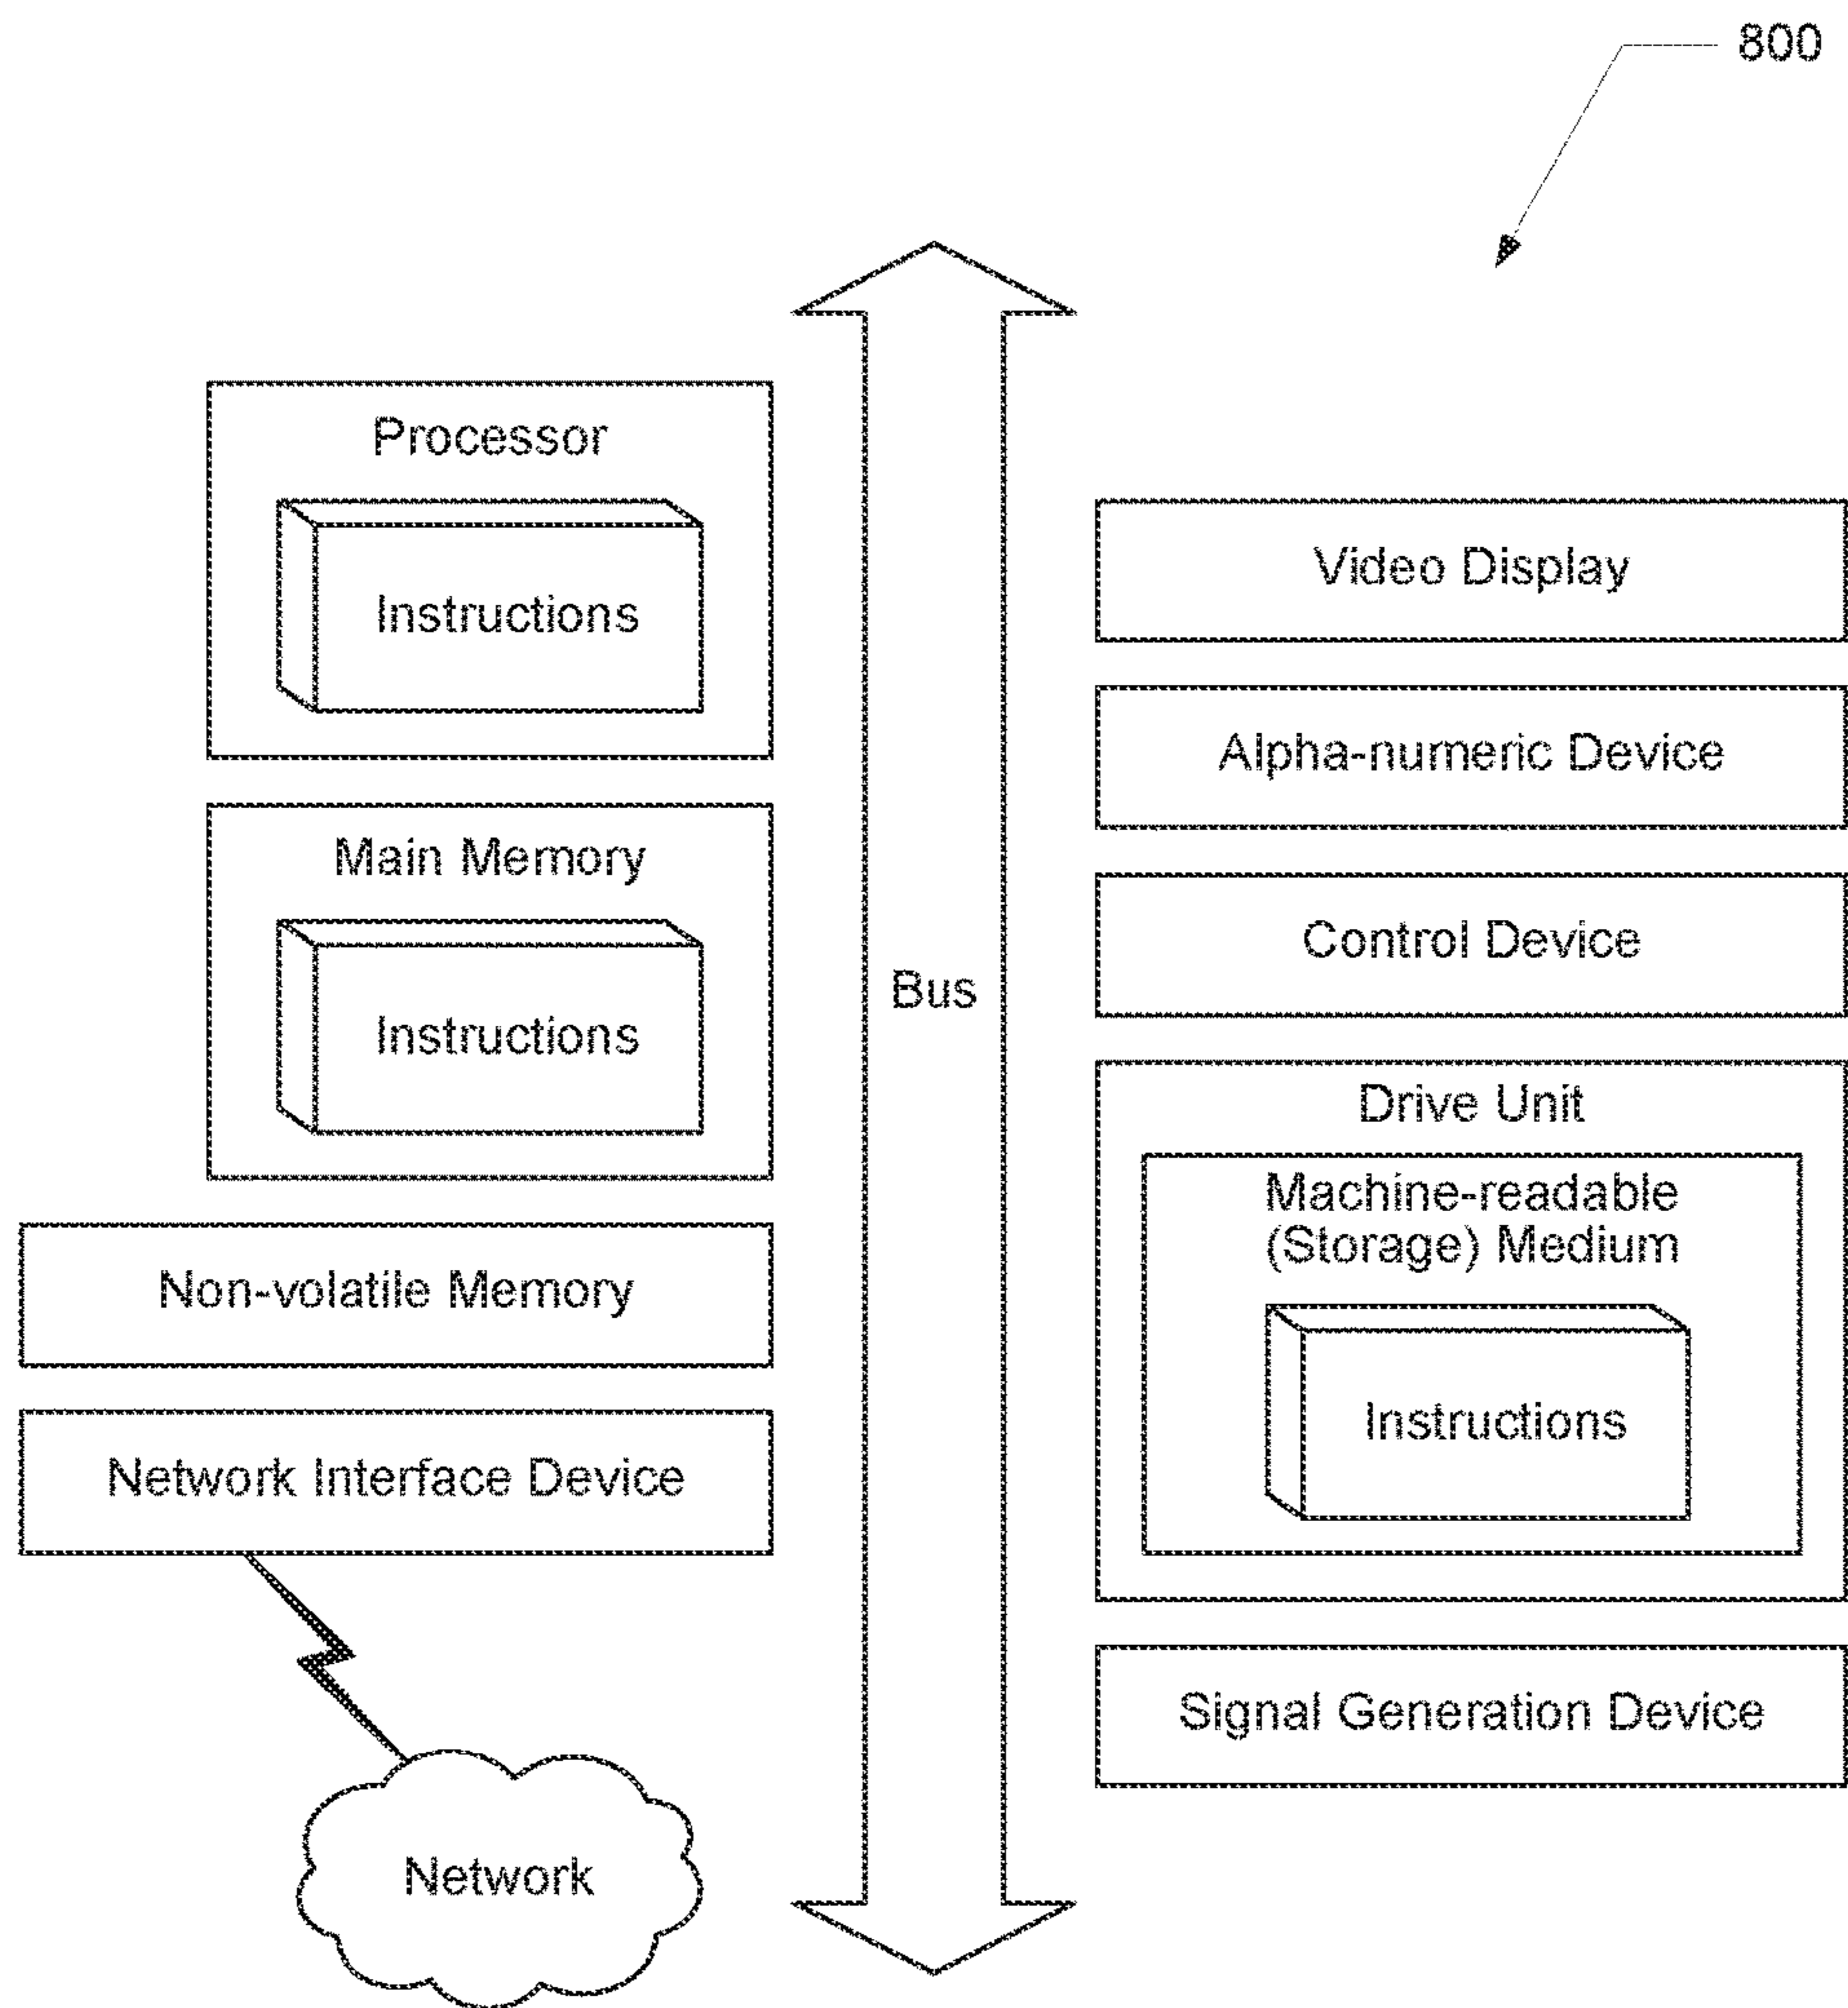 800
Processor
Instructions
Main Memory
Instructions
Non-volatile Memory
Network Interface Device
Network
Bus
Video Display
Alpha-numeric Device
Control Device
Drive Unit
Machine-readable
(Storage) Medium
Instructions
Signal Generation Device